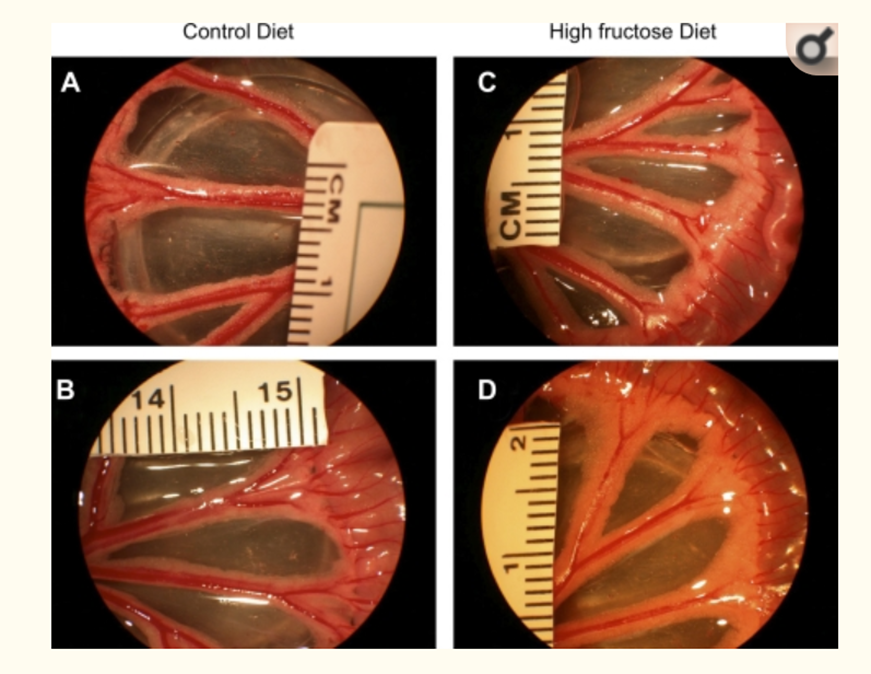 Control Diet
High fructose Diet
A
CM
1
C
1
CM
B
14 15
D
2
1